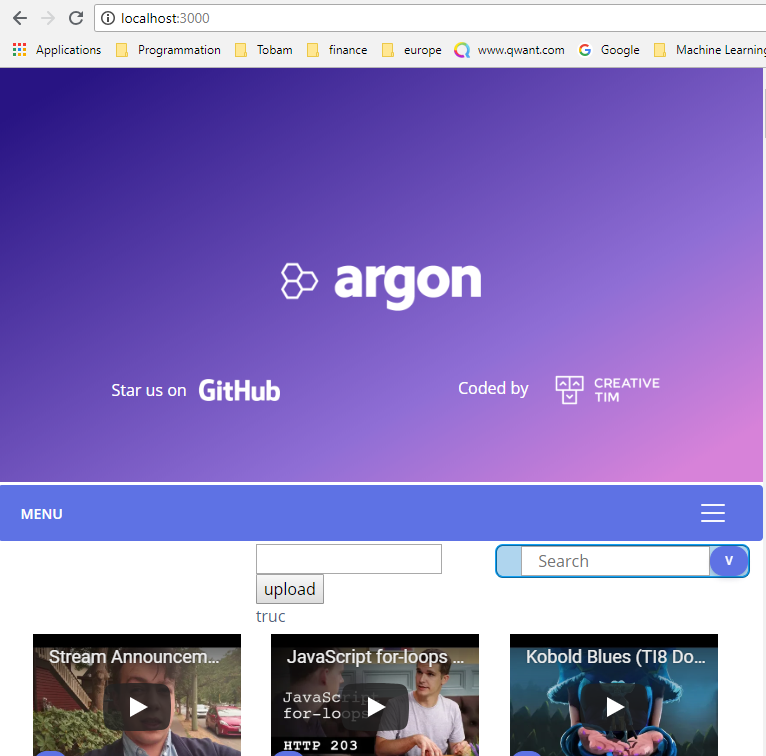 localhost:3000
Applications Programmation Tobam finance europe www.qwant.com Google Machine Learning
argon
Star us on GitHub Coded by CREATIVE TIM
MENU
Search v
upload
truc
Stream Announcem... JavaScript for-loops ... Kobold Blues (TI8 Do...
JavaScript
for-loops
HTTP 203